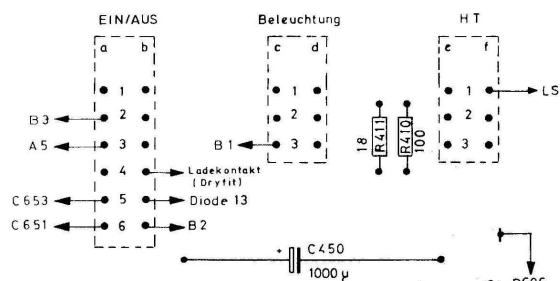 EIN/AUS
Beleuchtung
HT
a b
c d
e f
1
1
1
LS
B3
2
2
2
A5
3
B1
3
3
18
R411
R410
100
4
Ladekontakt
(Dryfit)
C653
5
Diode 13
C651
6
B2
+
C450
1000 µ